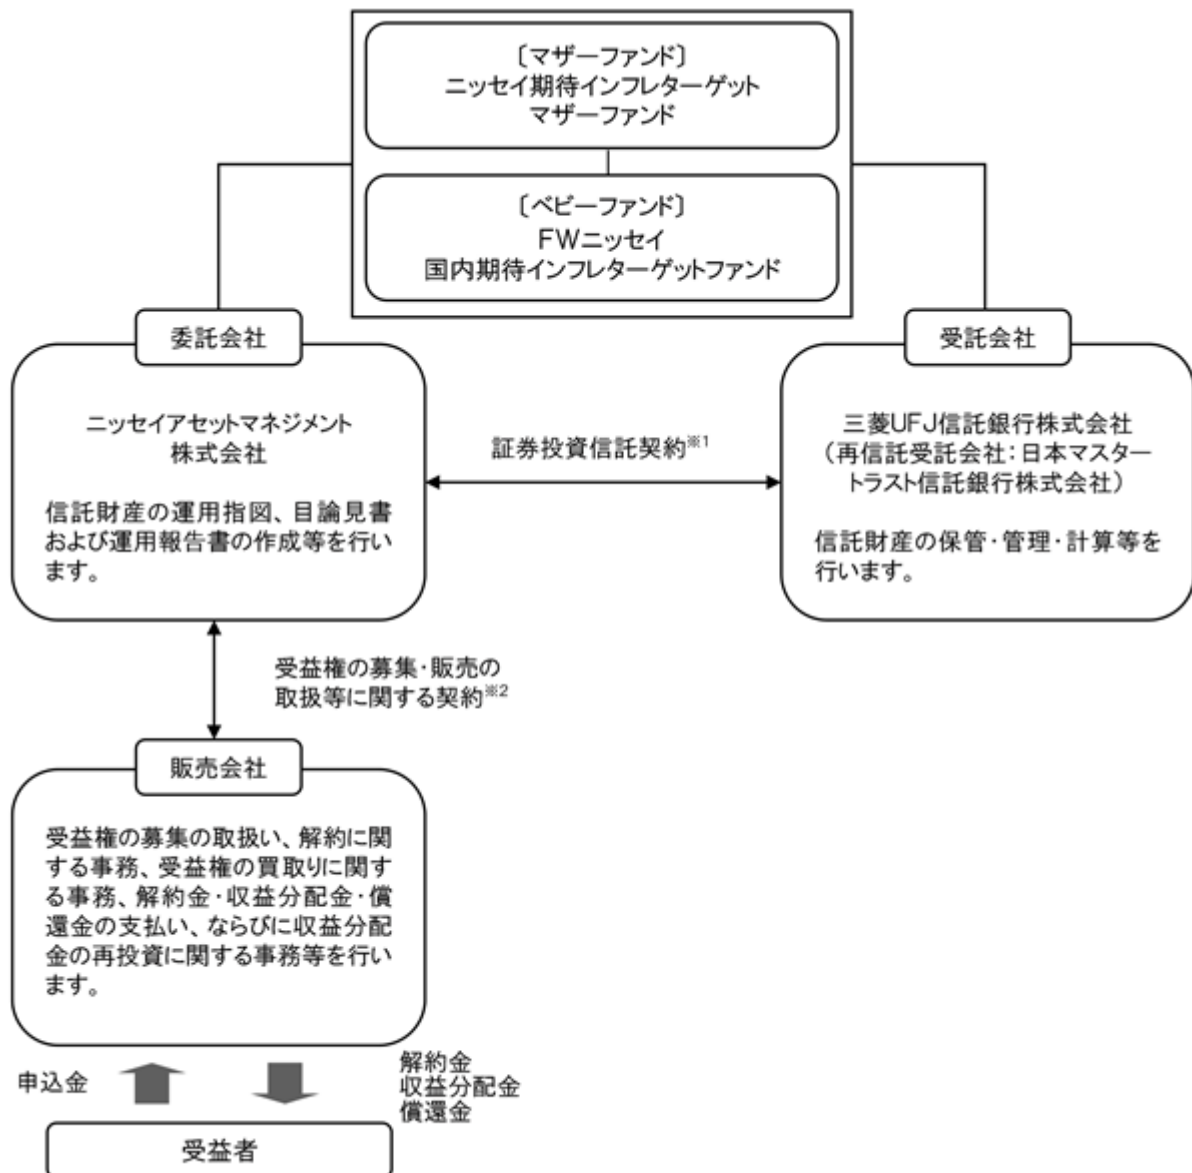 〔マザーファンド〕
ニッセイ期待インフレターゲット
マザーファンド
〔ベビーファンド〕
FWニッセイ
国内期待インフレターゲットファンド
委託会社
ニッセイアセットマネジメント
株式会社
信託財産の運用指図、目論見書
および運用報告書の作成等を行い
ます。
証券投資信託契約※1
受託会社
三菱UFJ信託銀行株式会社
（再信託受託会社：日本マスター
トラスト信託銀行株式会社）
信託財産の保管・管理・計算等を
行います。
受益権の募集・販売の
取扱等に関する契約※2
販売会社
受益権の募集の取扱い、解約に関
する事務、受益権の買取りに関す
る事務、解約金・収益分配金・償
還金の支払い、ならびに収益分配
金の再投資に関する事務等を行い
ます。
申込金
解約金
収益分配金
償還金
受益者